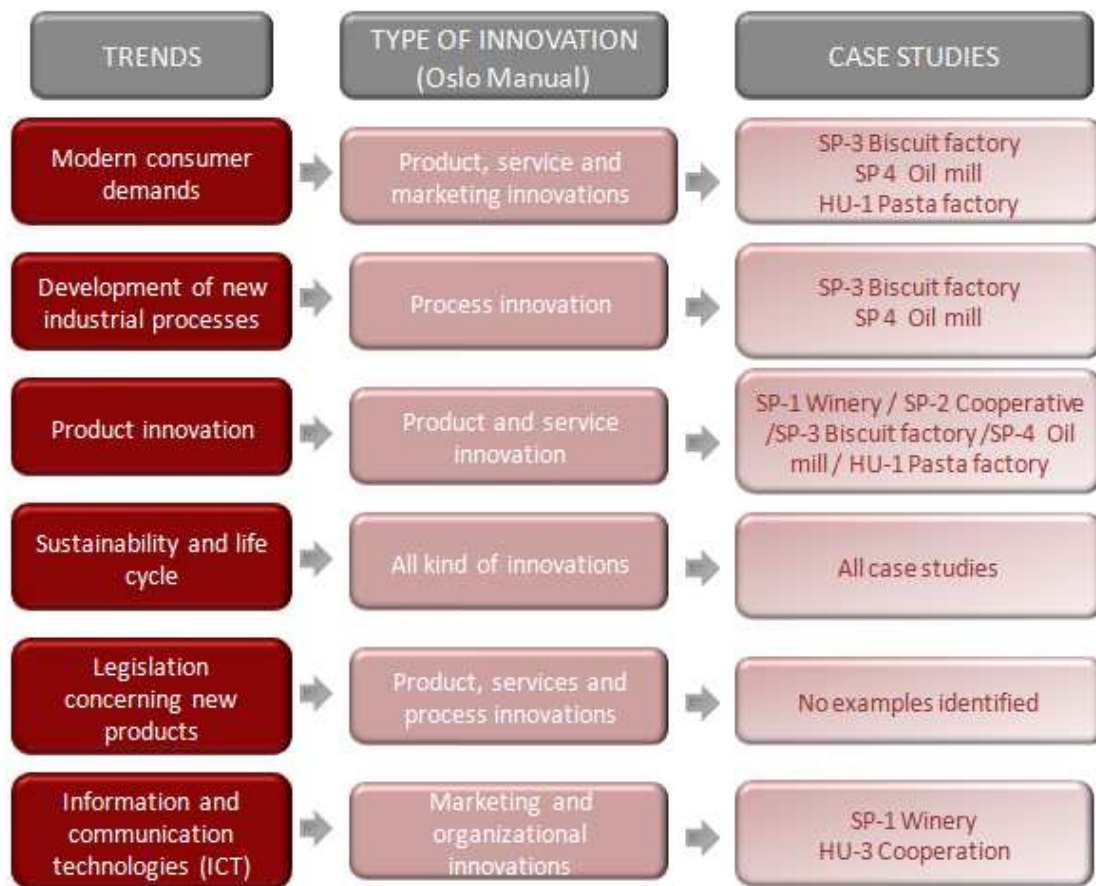 TRENDS
TYPE OF INNOVATION
(Oslo Manual)
CASE STUDIES
Modern consumer
demands
Product, service and
marketing innovations
SP-3 Biscuit factory
SP 4 Oil mill
HU-1 Pasta factory
Development of new
industrial processes
Process innovation
SP-3 Biscuit factory
SP 4 Oil mill
Product innovation
Product and service
innovation
SP-1 Winery / SP-2 Cooperative
/SP-3 Biscuit factory /SP-4 Oil
mill / HU-1 Pasta factory
Sustainability and life
cycle
All kind of innovations
All case studies
Legislation
concerning new
products
Product, services and
process innovations
No examples identified
Information and
communication
technologies (ICT)
Marketing and
organizational
innovations
SP-1 Winery
HU-3 Cooperation